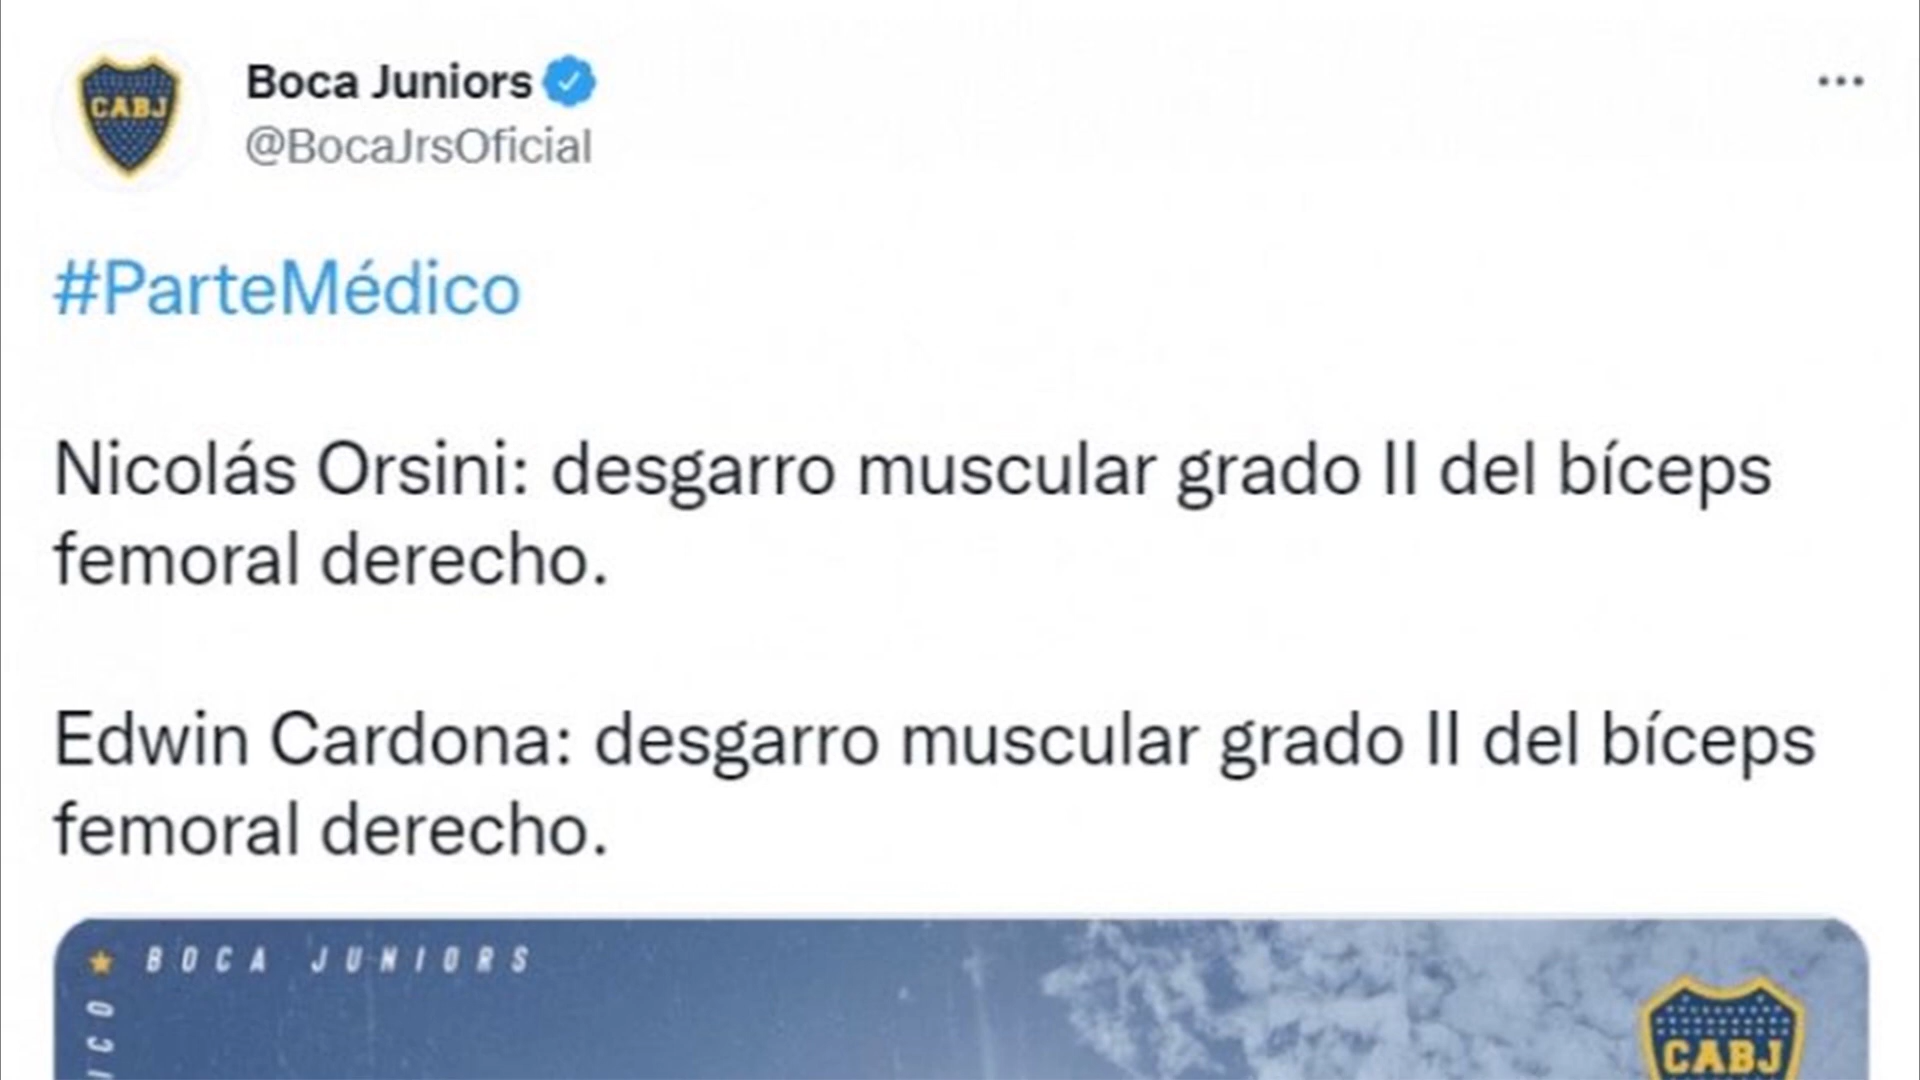 CABJ
Boca Juniors
@BocaJrsOficial
#ParteMédico
Nicolás Orsini: desgarro muscular grado II del bíceps
femoral derecho.
Edwin Cardona: desgarro muscular grado II del bíceps
femoral derecho.
BOCA JUNIORS
CABJ